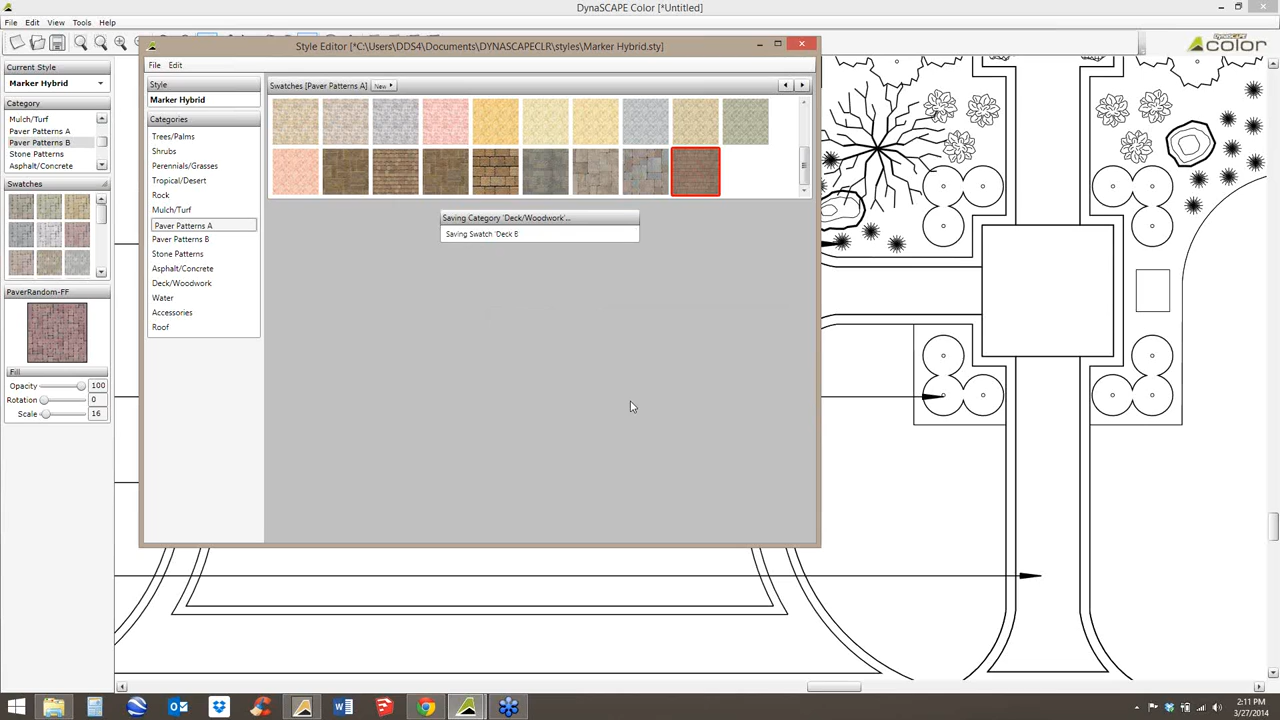 DynaSCAPE Color [*Untitled]
File Edit View Tools Help
DynaSCAPE
color
Current Style
Marker Hybrid
Category
Mulch/Turf
Paver Patterns A
Paver Patterns B
Stone Patterns
Asphalt/Concrete
Swatches
PaverRandom-FF
Fill
Opacity 100
Rotation 0
Scale 16
Style Editor [*C:\Users\DDS4\Documents\DYNASCAPECLR\styles\Marker Hybrid.sty]
File Edit
Style
Marker Hybrid
Categories
Trees/Palms
Shrubs
Perennials/Grasses
Tropical/Desert
Rock
Mulch/Turf
Paver Patterns A
Paver Patterns B
Stone Patterns
Asphalt/Concrete
Deck/Woodwork
Water
Accessories
Roof
Swatches [Paver Patterns A] New
Saving Category 'Deck/Woodwork'...
Saving Swatch 'Deck B
2:11 PM
3/27/2014